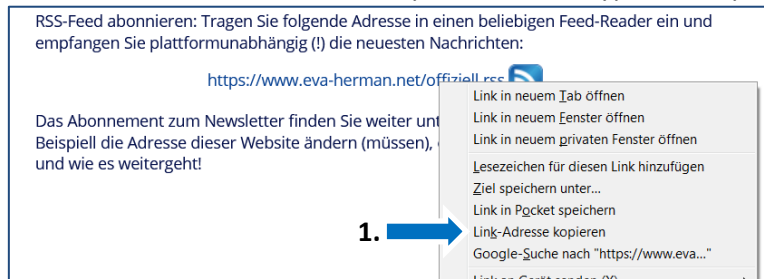 RSS-Feed abonnieren: Tragen Sie folgende Adresse in einen beliebigen Feed-Reader ein und
empfangen Sie plattformunabhängig (!) die neuesten Nachrichten:
https://www.eva-herman.net/offiziell.rss
Link in neuem Tab öffnen
Das Abonnement zum Newsletter finden Sie weiter unt
Link in neuem Fenster öffnen
Beispiell die Adresse dieser Website ändern (müssen),
Link in neuem privaten Fenster öffnen
und wie es weitergeht!
Lesezeichen für diesen Link hinzufügen
Ziel speichern unter...
Link in Pocket speichern
1.
Link-Adresse kopieren
Google-Suche nach "https://www.eva..."